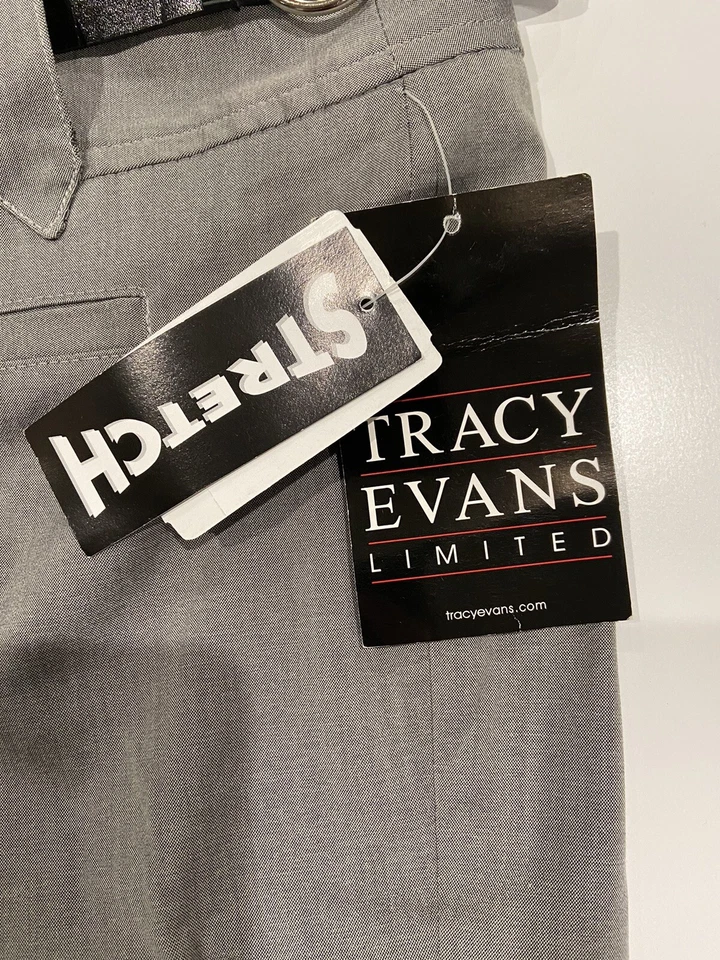 STRETCH
TRACY
EVANS
LIMITED
tracyevans.com